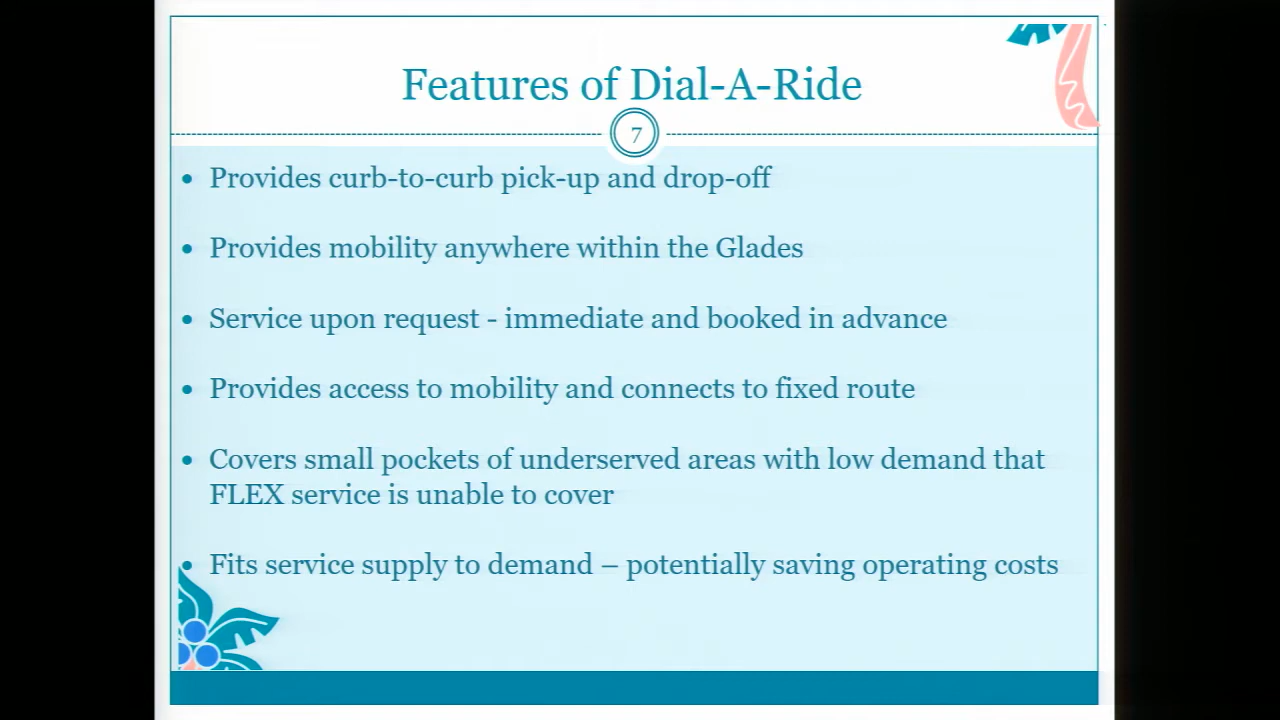 Features of Dial-A-Ride
7
• Provides curb-to-curb pick-up and drop-off
• Provides mobility anywhere within the Glades
• Service upon request - immediate and booked in advance
• Provides access to mobility and connects to fixed route
• Covers small pockets of underserved areas with low demand that
FLEX service is unable to cover
• Fits service supply to demand – potentially saving operating costs